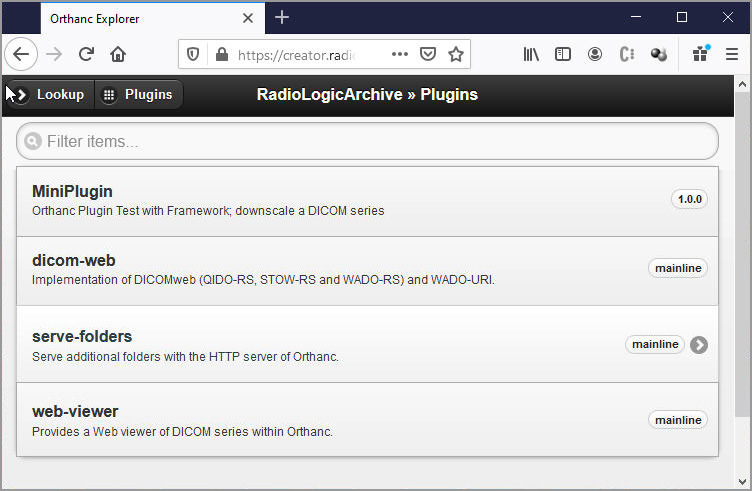 Orthanc Explorer
https://creator.radi
Lookup
Plugins
RadioLogicArchive » Plugins
Filter items...
MiniPlugin
1.0.0
Orthanc Plugin Test with Framework; downscale a DICOM series
dicom-web
mainline
Implementation of DICOMweb (QIDO-RS, STOW-RS and WADO-RS) and WADO-URI.
serve-folders
mainline
Serve additional folders with the HTTP server of Orthanc.
web-viewer
mainline
Provides a Web viewer of DICOM series within Orthanc.